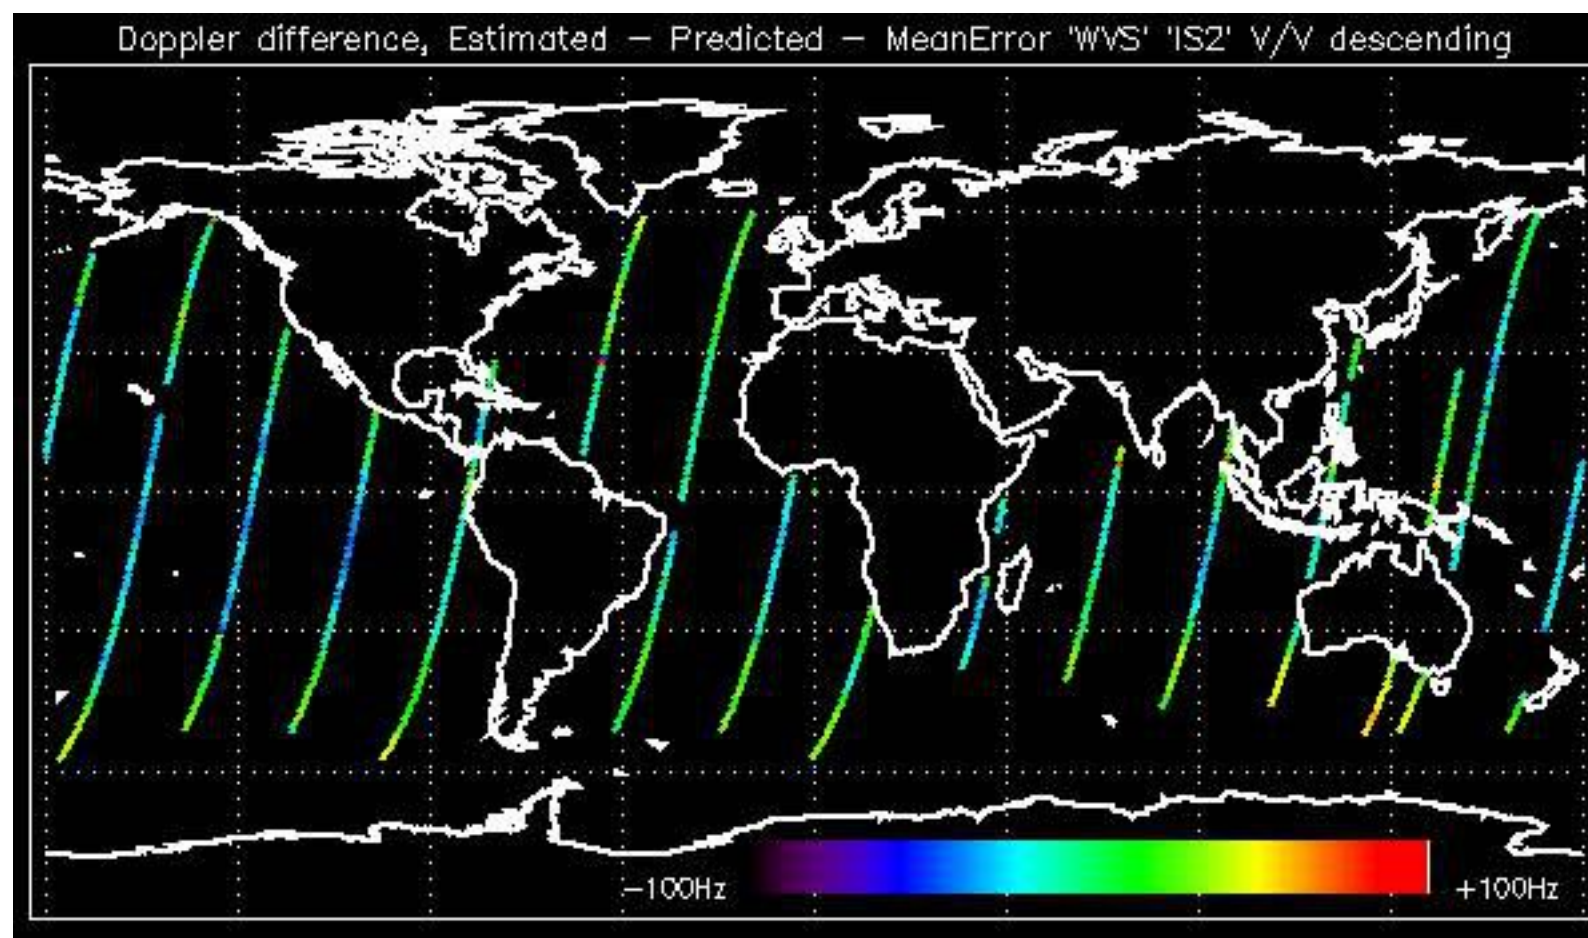 Doppler difference, Estimated – Predicted – MeanError 'WVS' 'IS2' V/V descending
–100Hz +100Hz